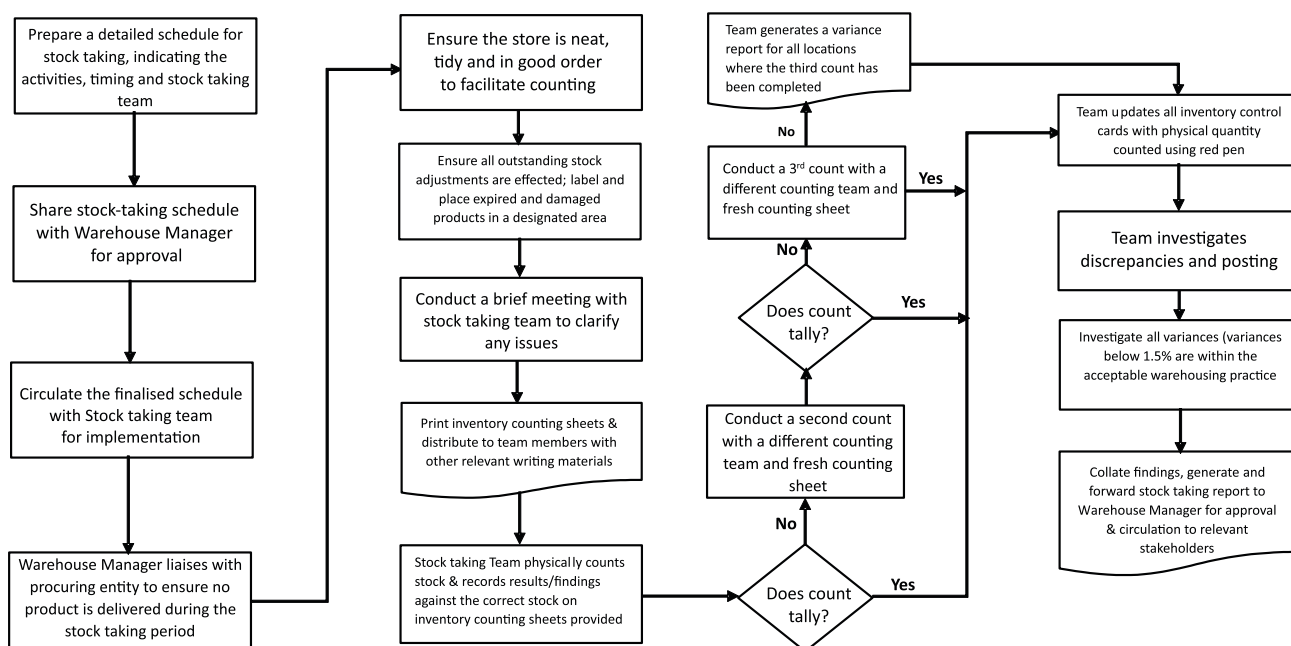 Prepare a detailed schedule for
stock taking, indicating the
activities, timing and stock taking
team
Share stock-taking schedule
with Warehouse Manager
for approval
Circulate the finalised schedule
with Stock taking team
for implementation
Warehouse Manager liaises with
procuring entity to ensure no
product is delivered during the
stock taking period
Ensure the store is neat,
tidy and in good order
to facilitate counting
Ensure all outstanding stock
adjustments are effected; label and
place expired and damaged
products in a designated area
Conduct a brief meeting with
stock taking team to clarify
any issues
Print inventory counting sheets &
distribute to team members with
other relevant writing materials
Stock taking Team physically counts
stock & records results/findings
against the correct stock on
inventory counting sheets provided
Does count
tally?
Yes
No
Conduct a second count
with a different counting
team and fresh counting
sheet
Does count
tally?
Yes
No
Conduct a 3rd count with a
different counting team and
fresh counting sheet
Yes
No
Team generates a variance
report for all locations
where the third count has
been completed
Team updates all inventory control
cards with physical quantity
counted using red pen
Team investigates
discrepancies and posting
Investigate all variances (variances
below 1.5% are within the
acceptable warehousing practice
Collate findings, generate and
forward stock taking report to
Warehouse Manager for approval
& circulation to relevant
stakeholders